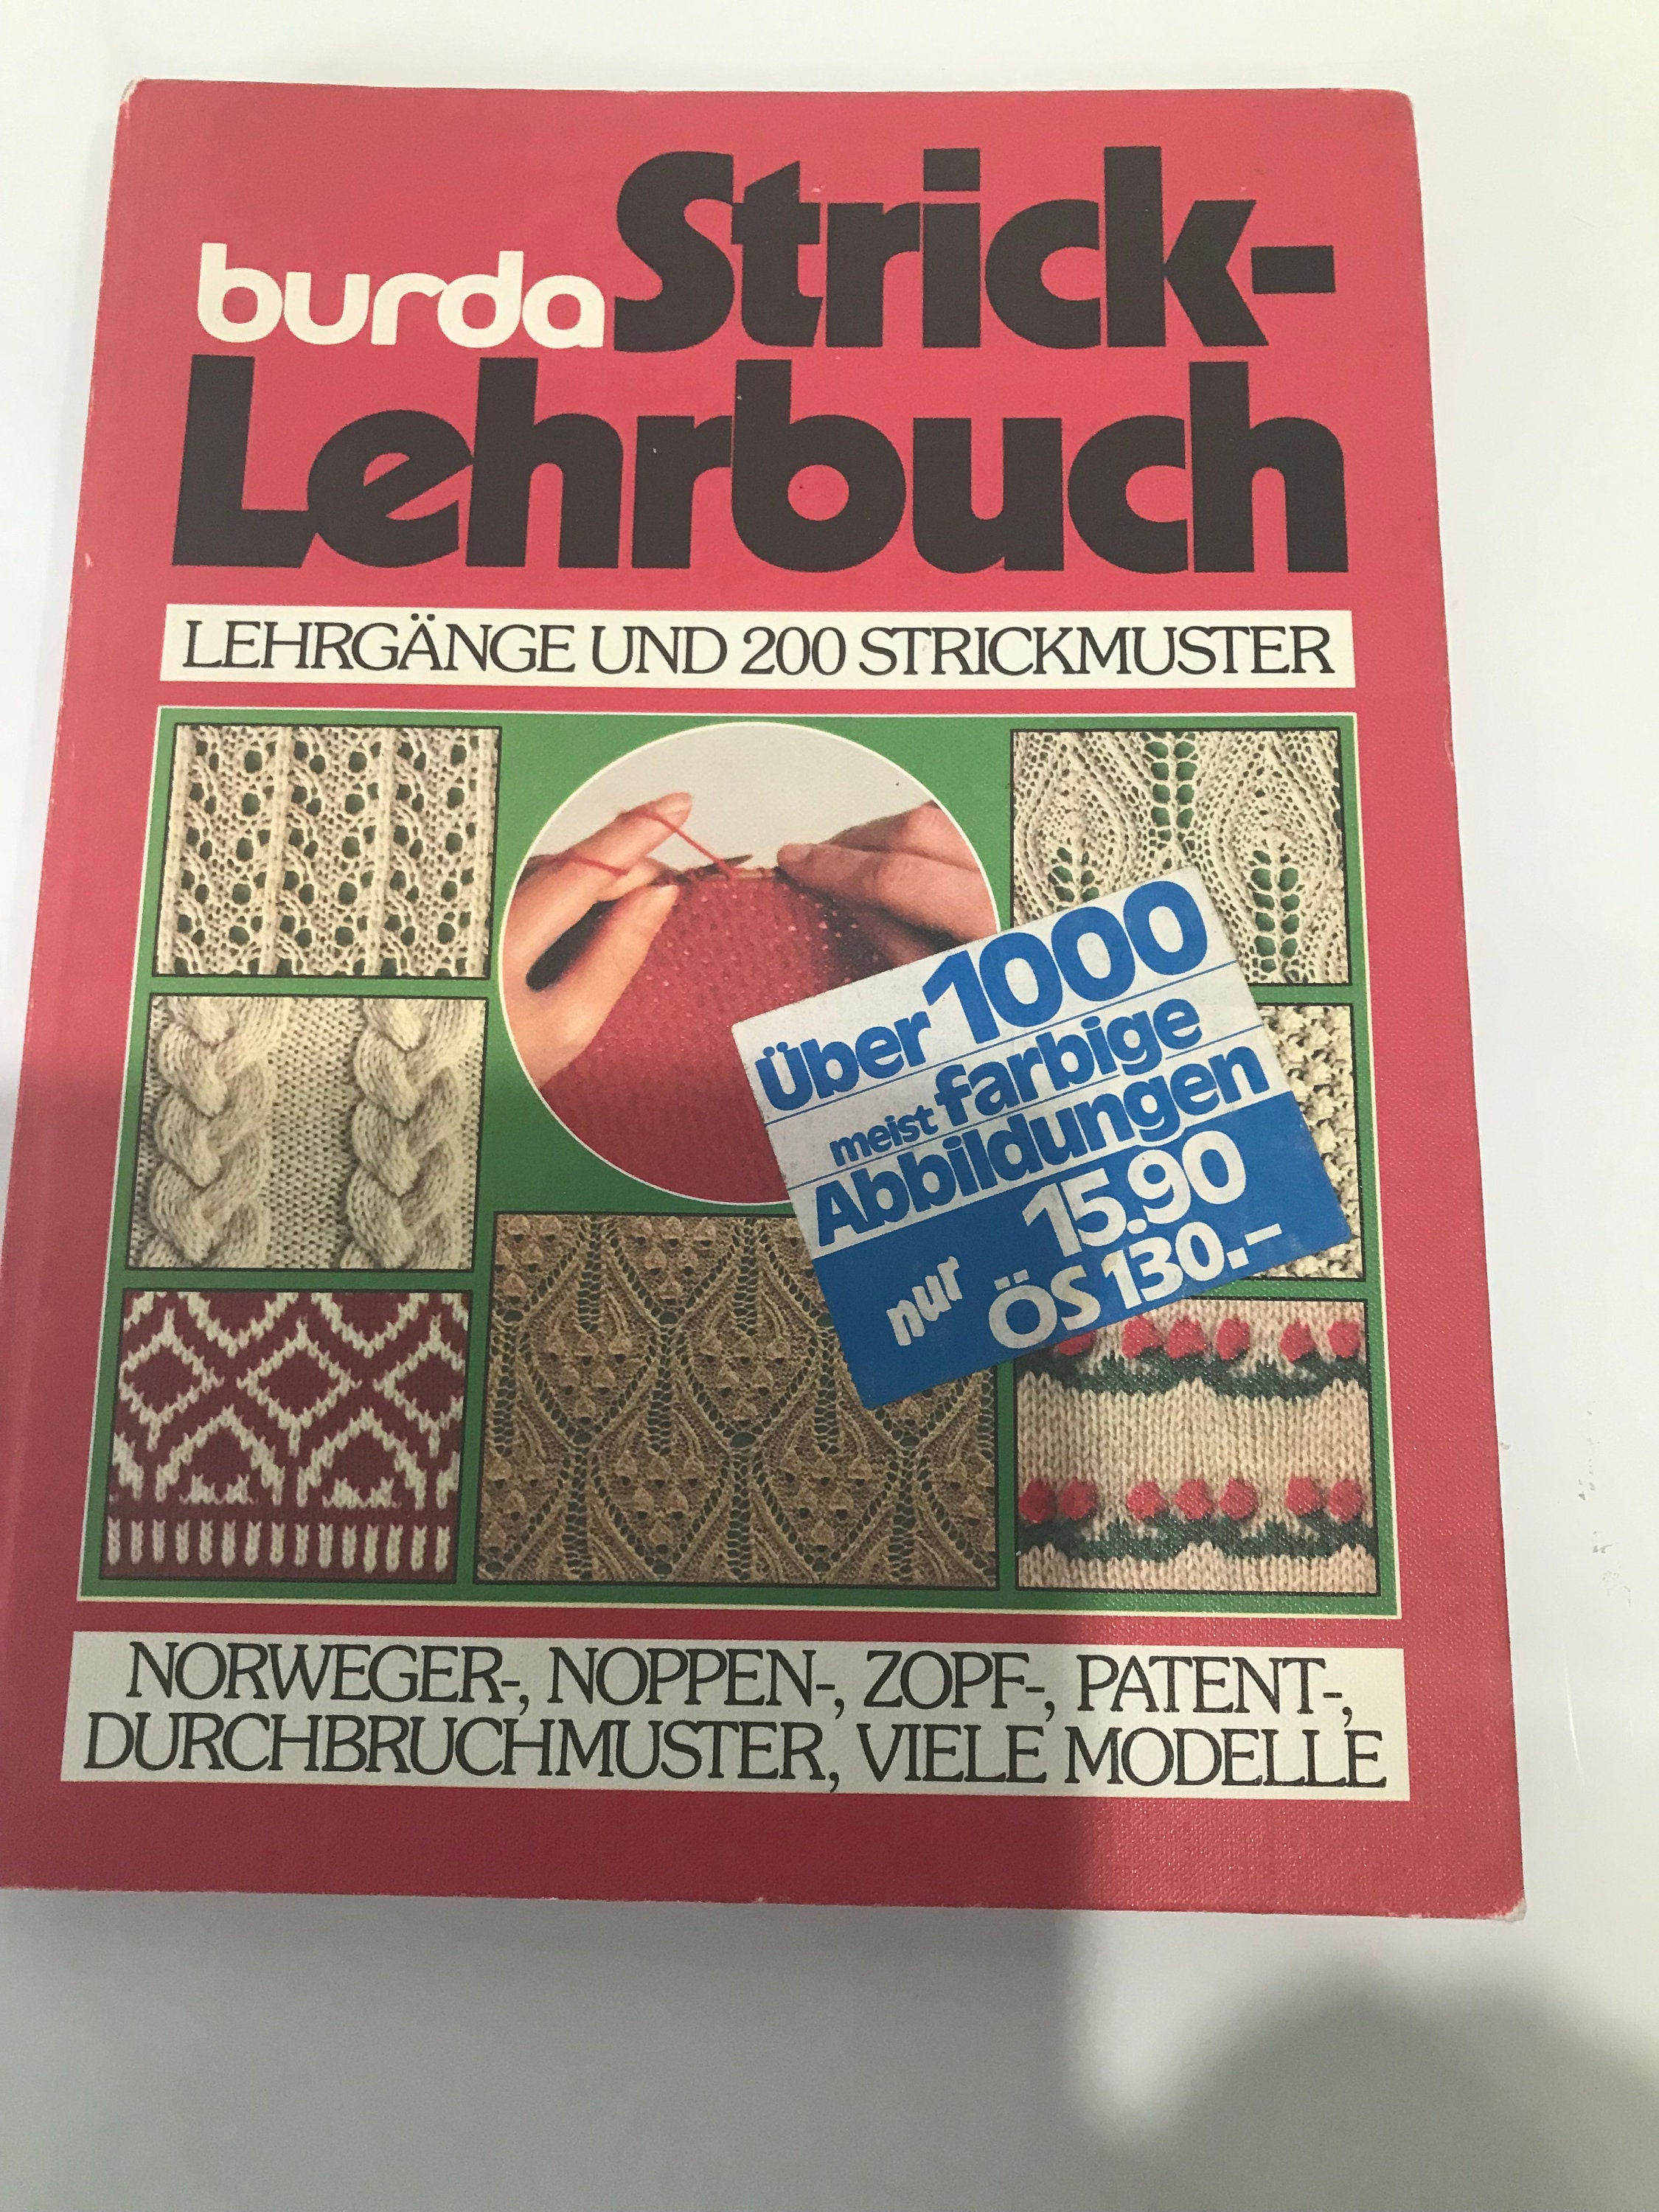 burda Strick-
Lehrbuch
LEHRGÄNGE UND 200 STRICKMUSTER
Über 1000
meist farbige
Abbildungen
nur 15.90
ÖS 130.-
NORWEGER-, NOPPEN-, ZOPF-, PATENT-,
DURCHBRUCHMUSTER, VIELE MODELLE